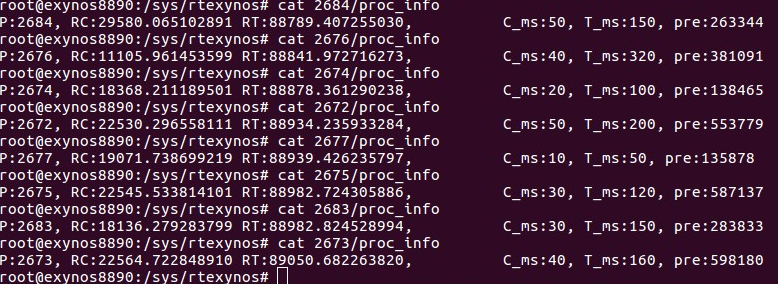 root@exynos8890:/sys/rtexynos# cat 2684/proc_info
P:2684, RC:29580.065102891 RT:88789.407255030, C_ms:50, T_ms:150, pre:263344
root@exynos8890:/sys/rtexynos# cat 2676/proc_info
P:2676, RC:11105.961453599 RT:88841.972716273, C_ms:40, T_ms:320, pre:381091
root@exynos8890:/sys/rtexynos# cat 2674/proc_info
P:2674, RC:18368.211189501 RT:88878.361290238, C_ms:20, T_ms:100, pre:138465
root@exynos8890:/sys/rtexynos# cat 2672/proc_info
P:2672, RC:22530.296558111 RT:88934.235933284, C_ms:50, T_ms:200, pre:553779
root@exynos8890:/sys/rtexynos# cat 2677/proc_info
P:2677, RC:19071.738699219 RT:88939.426235797, C_ms:10, T_ms:50, pre:135878
root@exynos8890:/sys/rtexynos# cat 2675/proc_info
P:2675, RC:22545.533814101 RT:88982.724305886, C_ms:30, T_ms:120, pre:587137
root@exynos8890:/sys/rtexynos# cat 2683/proc_info
P:2683, RC:18136.279283799 RT:88982.824528994, C_ms:30, T_ms:150, pre:283833
root@exynos8890:/sys/rtexynos# cat 2673/proc_info
P:2673, RC:22564.722848910 RT:89050.682263820, C_ms:40, T_ms:160, pre:598180
root@exynos8890:/sys/rtexynos#